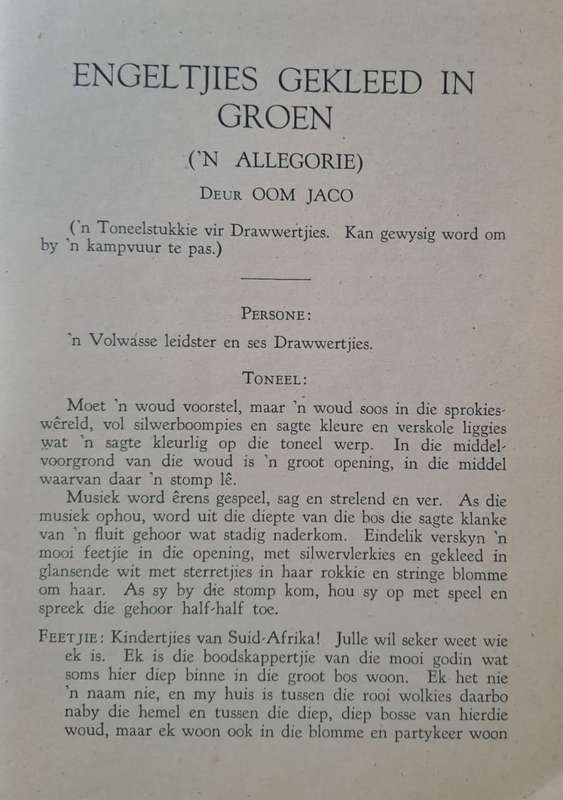 ENGELTJIES GEKLEED IN
GROEN
('N ALLEGORIE)
DEUR OOM JACO
('n Toneelstukkie vir Drawwertjies. Kan gewysig word om
by 'n kampvuur te pas.)
PERSONE:
'n Volwasse leidster en ses Drawwertjies.
TONEEL:
Moet 'n woud voorstel, maar 'n woud soos in die sprokies-
wêreld, vol silwerboompies en sagte kleure en verskole liggies
wat 'n sagte kleurlig op die toneel werp. In die middel-
voorgrond van die woud is 'n groot opening, in die middel
waarvan daar 'n stomp lê.
Musiek word êrens gespeel, sag en strelend en ver. As die
musiek ophou, word uit die diepte van die bos die sagte klanke
van 'n fluit gehoor wat stadig naderkom. Eindelik verskyn 'n
mooi feetjie in die opening, met silwervlerkies en gekleed in
glansende wit met sterretjies in haar rokkie en stringe blomme
om haar. As sy by die stomp kom, hou sy op met speel en
spreek die gehoor half-half toe.
FEETJIE: Kindertjies van Suid-Afrika! Julle wil seker weet wie
ek is. Ek is die boodskappertjie van die mooi godin wat
soms hier diep binne in die groot bos woon. Ek het nie
'n naam nie, en my huis is tussen die rooi wolkies daarbo
naby die hemel en tussen die diep, diep bosse van hierdie
woud, maar ek woon ook in die blomme en partykeer woon